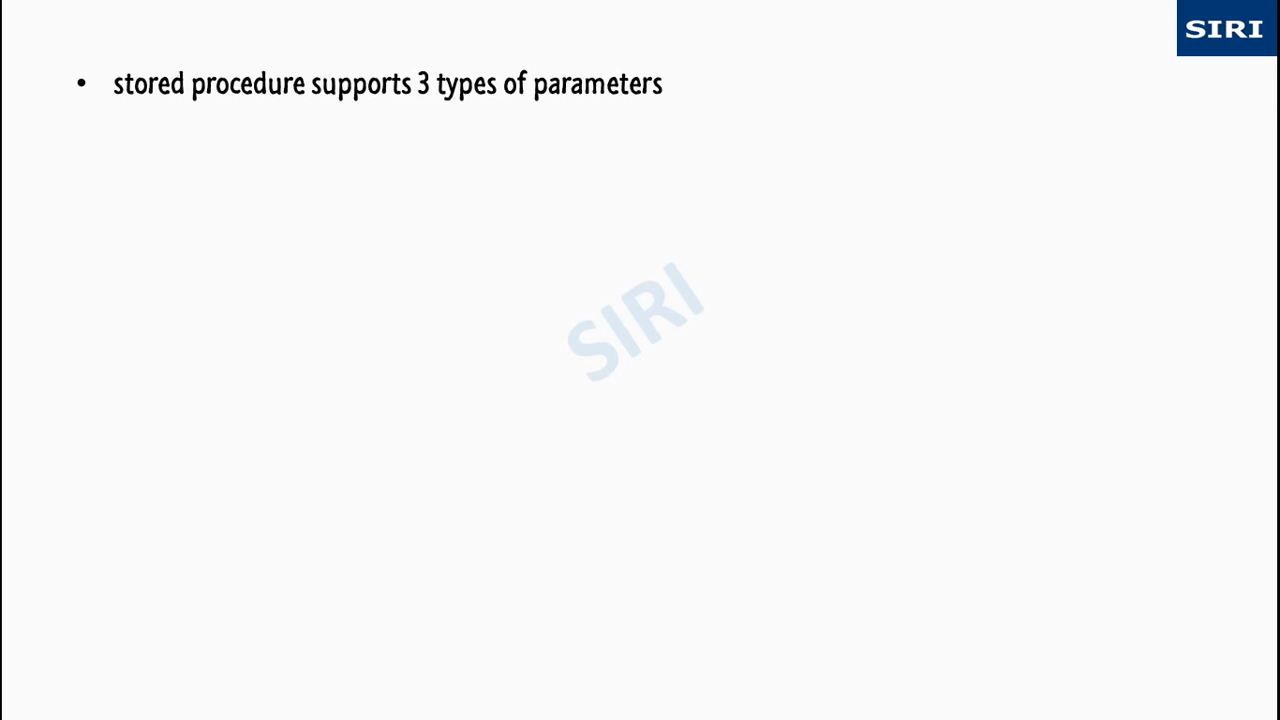 SIRI
• stored procedure supports 3 types of parameters
SIRI